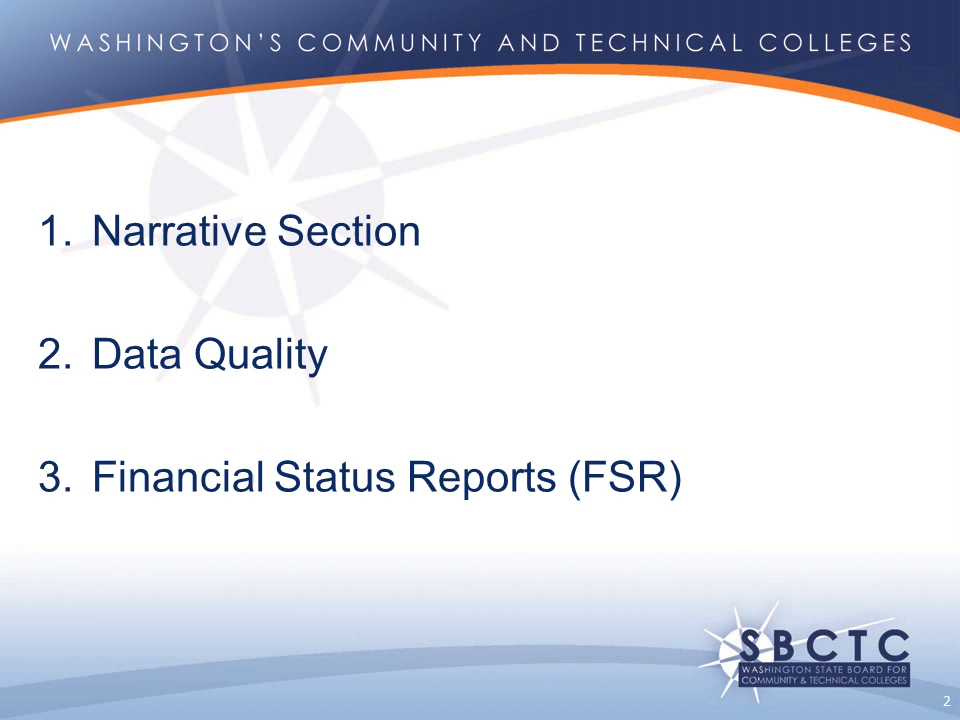 WASHINGTON'S COMMUNITY AND TECHNICAL COLLEGES
1. Narrative Section
2. Data Quality
3. Financial Status Reports (FSR)
SBCTC
WASHINGTON STATE BOARD FOR
COMMUNITY & TECHNICAL COLLEGES
2